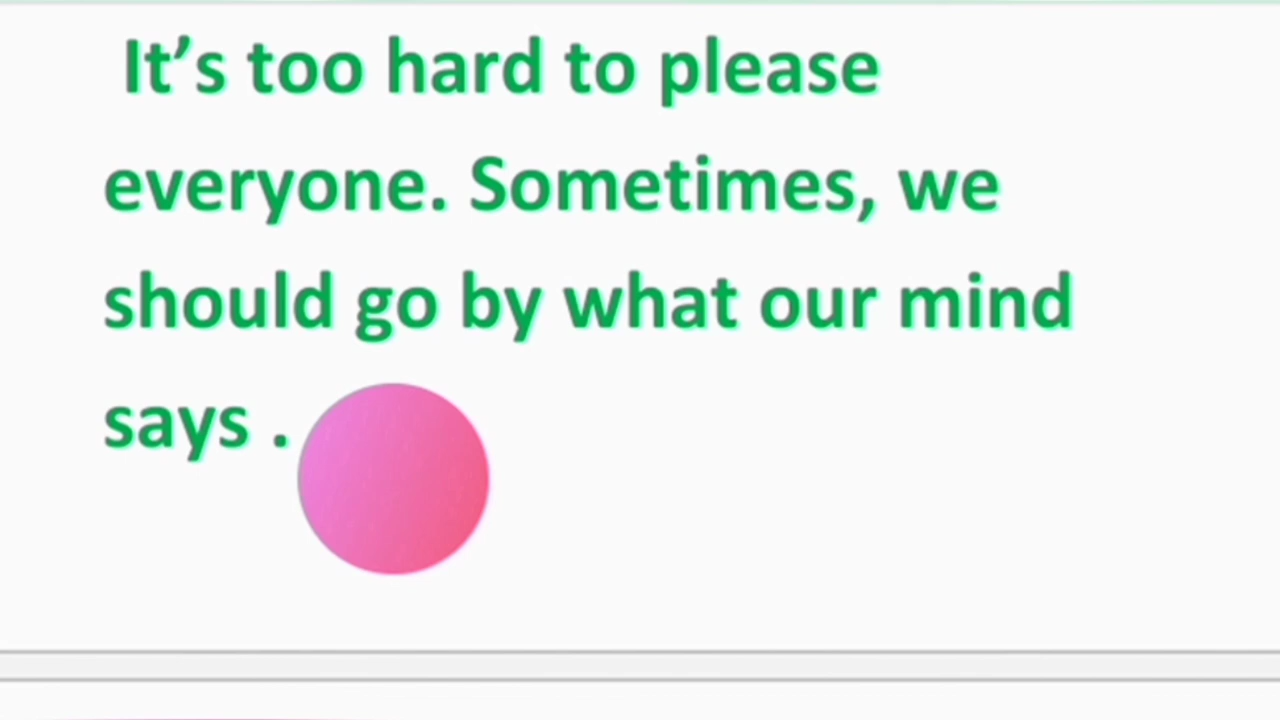 It’s too hard to please
everyone. Sometimes, we
should go by what our mind
says .